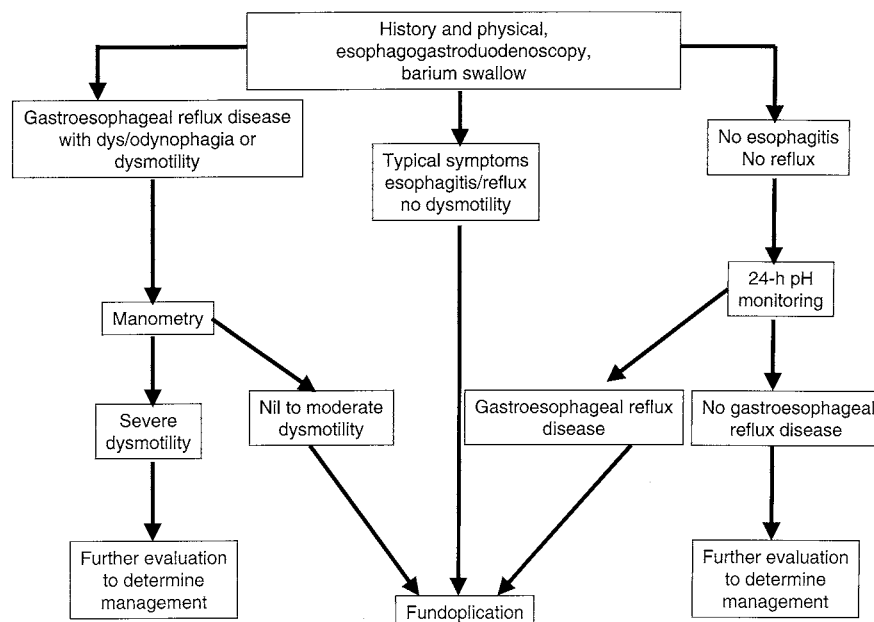 History and physical,
esophagogastroduodenoscopy,
barium swallow
Gastroesophageal reflux disease
with dys/odynophagia or
dysmotility
Typical symptoms
esophagitis/reflux
no dysmotility
No esophagitis
No reflux
24-h pH
monitoring
Manometry
Severe
dysmotility
Nil to moderate
dysmotility
Gastroesophageal reflux
disease
No gastroesophageal
reflux disease
Further evaluation
to determine
management
Fundoplication
Further evaluation
to determine
management